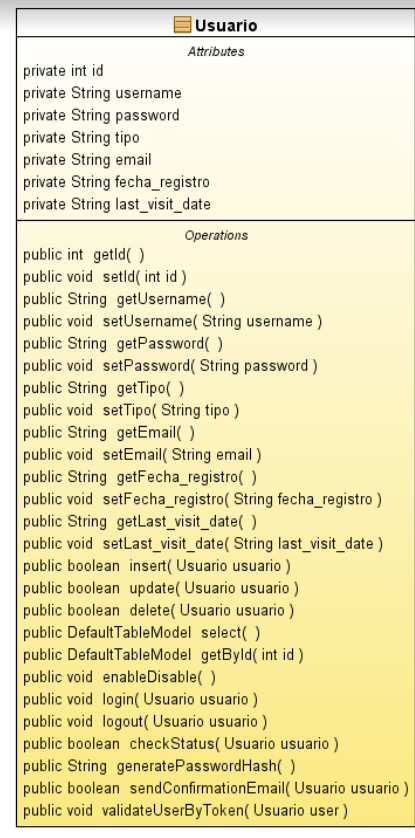 Usuario
Attributes
private int id
private String username
private String password
private String tipo
private String email
private String fecha_registro
private String last_visit_date
Operations
public int getId( )
public void setId( int id )
public String getUsername( )
public void setUsername( String username )
public String getPassword( )
public void setPassword( String password )
public String getTipo( )
public void setTipo( String tipo )
public String getEmail( )
public void setEmail( String email )
public String getFecha_registro( )
public void setFecha_registro( String fecha_registro )
public String getLast_visit_date( )
public void setLast_visit_date( String last_visit_date )
public boolean insert( Usuario usuario )
public boolean update( Usuario usuario )
public boolean delete( Usuario usuario )
public DefaultTableModel select( )
public DefaultTableModel getById( int id )
public void enableDisable( )
public void login( Usuario usuario )
public void logout( Usuario usuario )
public boolean checkStatus( Usuario usuario )
public String generatePasswordHash( )
public boolean sendConfirmationEmail( Usuario usuario )
public void validateUserByToken( Usuario user )